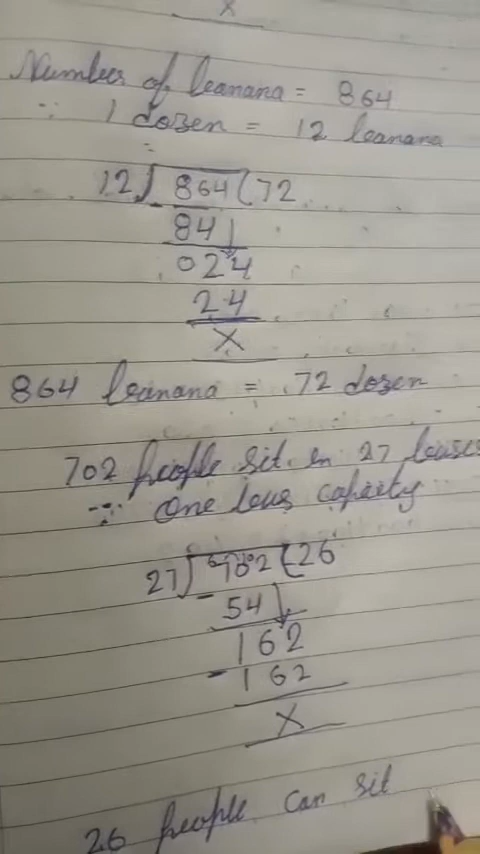 x
Number of banana = 864
∵ 1 dozen = 12 banana
12) 864 (72
84↓
024
24
x
864 banana = 72 dozen
702 people sit in 27 buses
∵ One bus capacity
27) 702 (26
- 54↓
162
- 162
x
26 people can sit